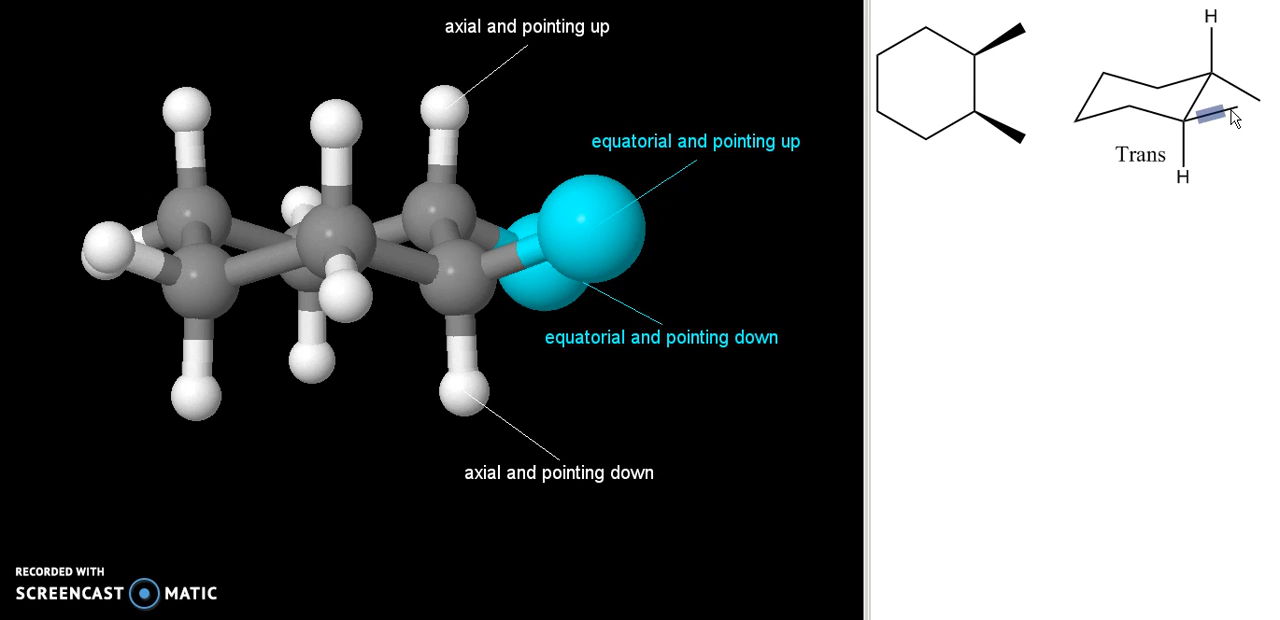 axial and pointing up
equatorial and pointing up
equatorial and pointing down
axial and pointing down
RECORDED WITH
SCREENCAST MATIC
H
Trans
H